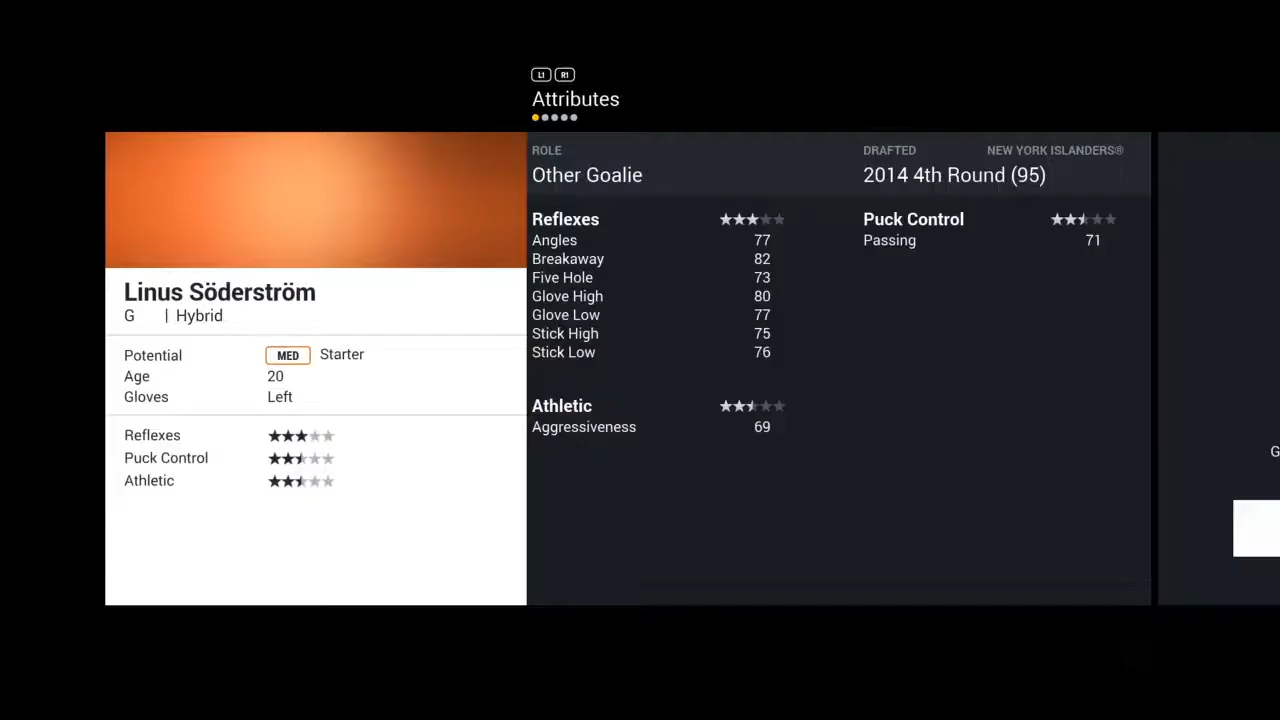 L1 R1
Attributes
ROLE DRAFTED NEW YORK ISLANDERS®
Other Goalie 2014 4th Round (95)
Reflexes Puck Control
Angles 77 Passing 71
Breakaway 82
Five Hole 73
Glove High 80
Glove Low 77
Stick High 75
Stick Low 76
Athletic
Aggressiveness 69
Linus Söderström
G | Hybrid
Potential MED Starter
Age 20
Gloves Left
Reflexes
Puck Control
Athletic
G